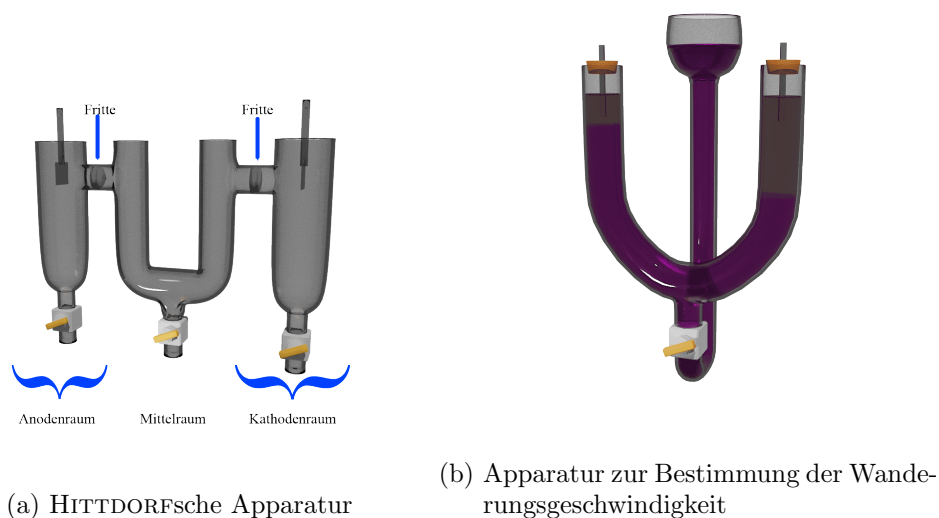 Fritte
Fritte
Anodenraum
Mittelraum
Kathodenraum
(a) HITTDORFsche Apparatur
(b) Apparatur zur Bestimmung der Wande-
rungsgeschwindigkeit